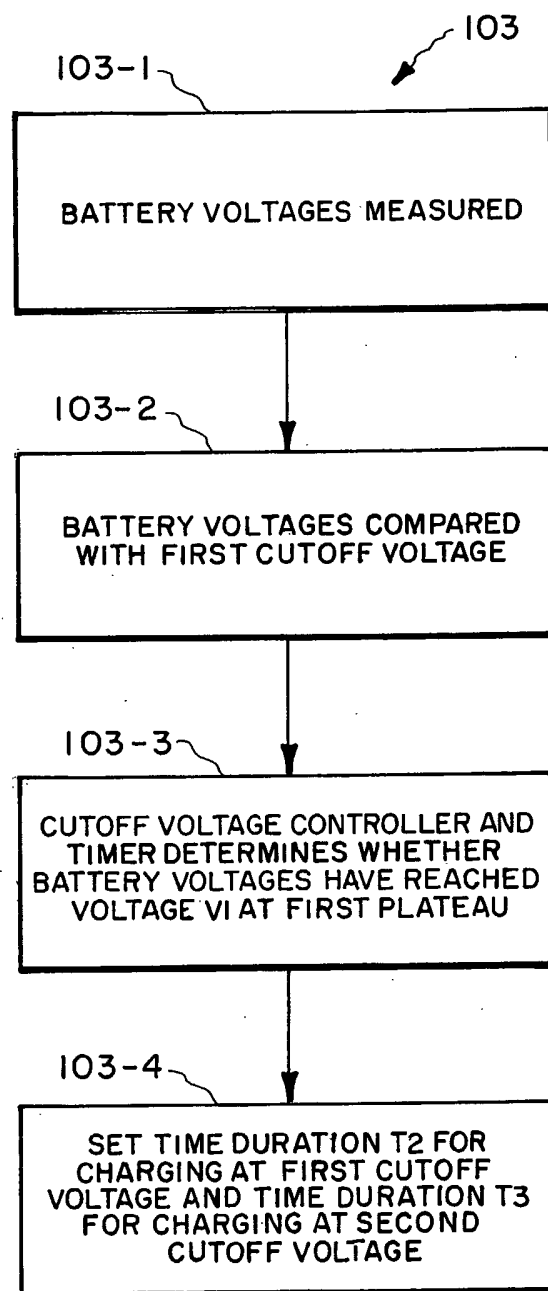 103
103-1
BATTERY VOLTAGES MEASURED
103-2
BATTERY VOLTAGES COMPARED
WITH FIRST CUTOFF VOLTAGE
103-3
CUTOFF VOLTAGE CONTROLLER AND
TIMER DETERMINES WHETHER
BATTERY VOLTAGES HAVE REACHED
VOLTAGE V1 AT FIRST PLATEAU
103-4
SET TIME DURATION T2 FOR
CHARGING AT FIRST CUTOFF
VOLTAGE AND TIME DURATION T3
FOR CHARGING AT SECOND
CUTOFF VOLTAGE